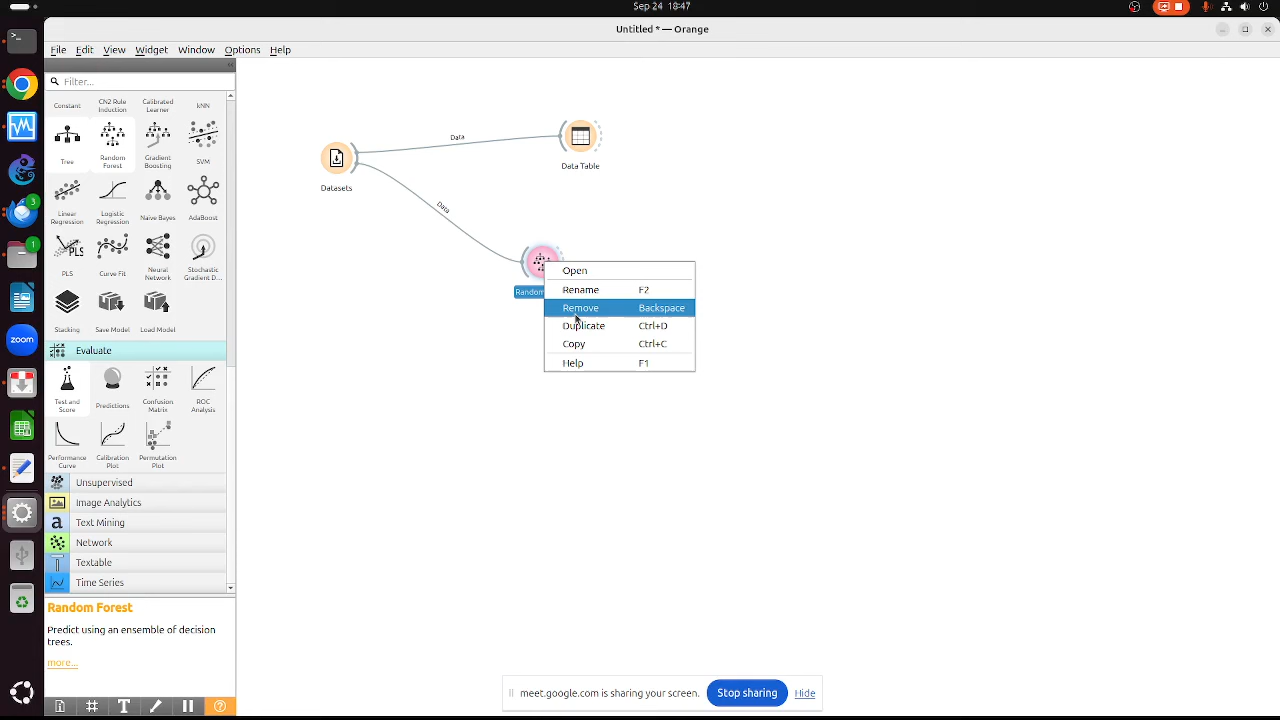 Sep 24 18:47
Untitled * — Orange
File Edit View Widget Window Options Help
Filter...
Constant
CN2 Rule Induction
Calibrated Learner
kNN
Tree
Random Forest
Gradient Boosting
SVM
Linear Regression
Logistic Regression
Naive Bayes
AdaBoost
PLS
Curve Fit
Neural Network
Stochastic Gradient D...
Stacking
Save Model
Load Model
Evaluate
Test and Score
Predictions
Confusion Matrix
ROC Analysis
Performance Curve
Calibration Plot
Permutation Plot
Unsupervised
Image Analytics
Text Mining
Network
Textable
Time Series
Random Forest
Predict using an ensemble of decision
trees.
more...
3
1
zoom
Datasets
Data
Data Table
Data
Random
Open
Rename F2
Remove Backspace
Duplicate Ctrl+D
Copy Ctrl+C
Help F1
meet.google.com is sharing your screen. Stop sharing Hide